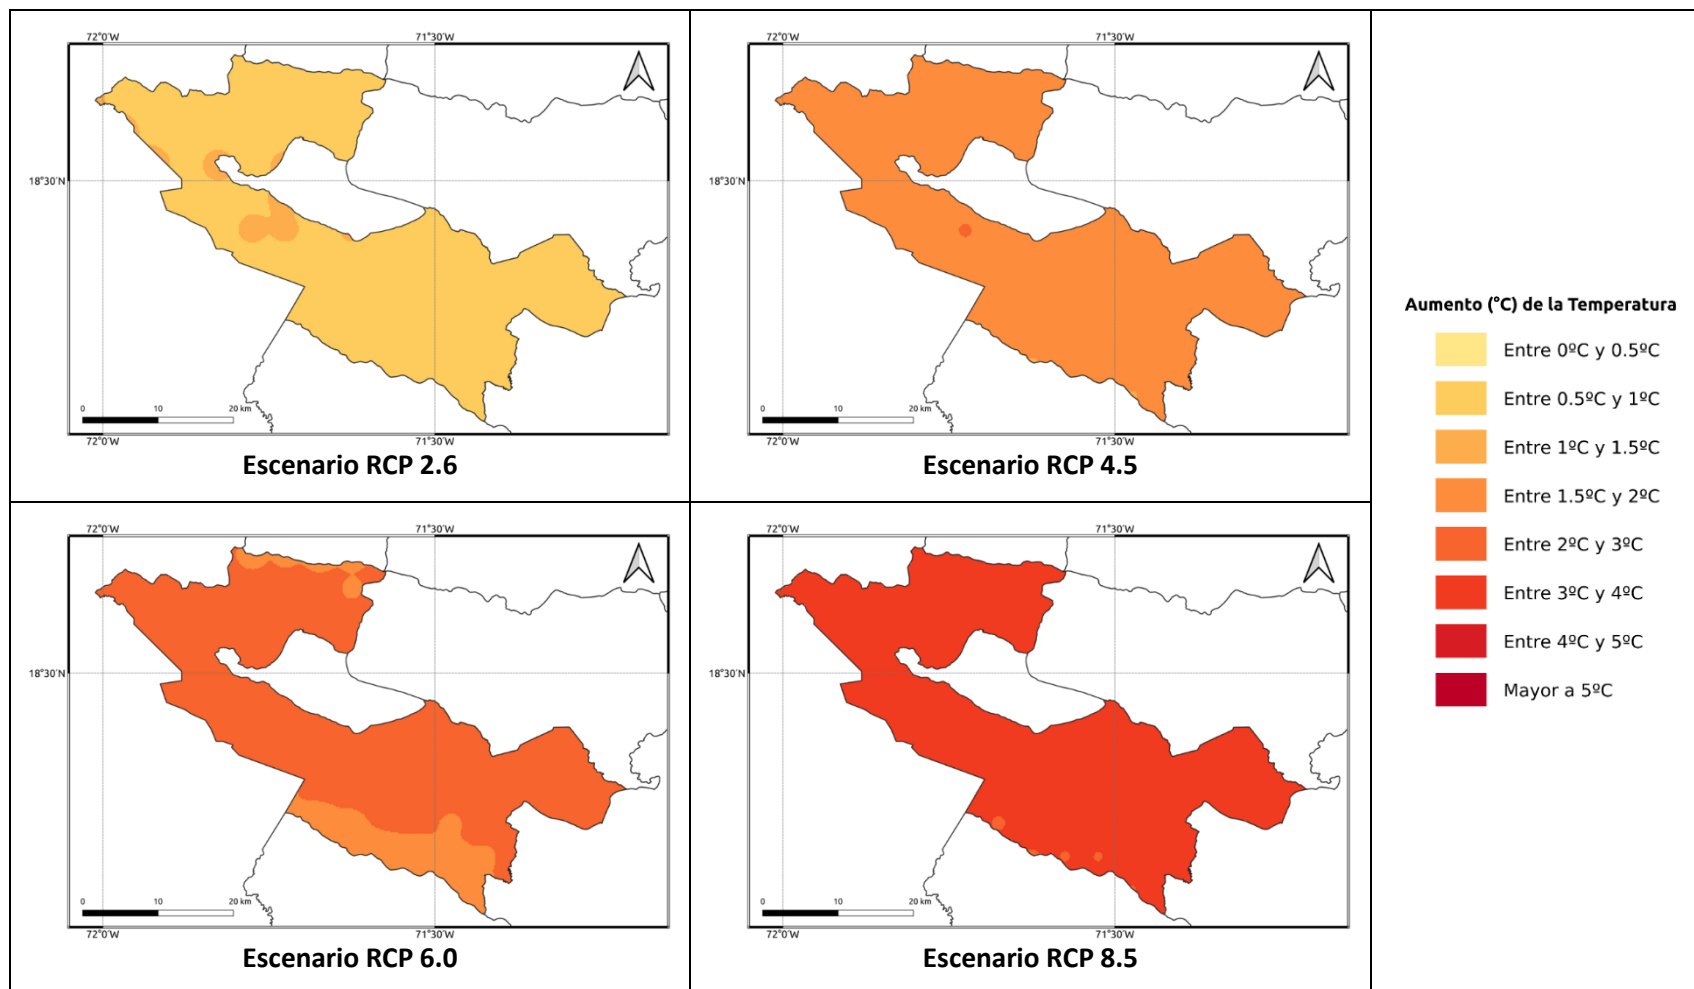 72°0'W 71°30'W
18°30'N
0 10 20 km
72°0'W 71°30'W
Escenario RCP 2.6
72°0'W 71°30'W
18°30'N
0 10 20 km
72°0'W 71°30'W
Escenario RCP 4.5
72°0'W 71°30'W
18°30'N
0 10 20 km
72°0'W 71°30'W
Escenario RCP 6.0
72°0'W 71°30'W
18°30'N
0 10 20 km
72°0'W 71°30'W
Escenario RCP 8.5
Aumento (°C) de la Temperatura
Entre 0ºC y 0.5ºC
Entre 0.5ºC y 1ºC
Entre 1ºC y 1.5ºC
Entre 1.5ºC y 2ºC
Entre 2ºC y 3ºC
Entre 3ºC y 4ºC
Entre 4ºC y 5ºC
Mayor a 5ºC